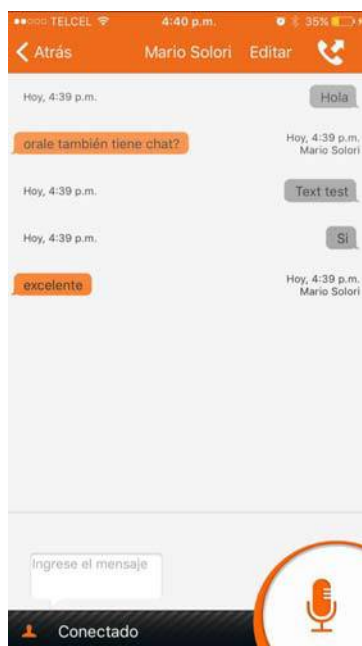 TELCEL 4:40 p.m. 35%
Atrás Mario Solori Editar
Hoy, 4:39 p.m. Hola
orale también tiene chat? Hoy, 4:39 p.m.
Mario Solori
Hoy, 4:39 p.m. Text test
Hoy, 4:39 p.m. Si
excelente Hoy, 4:39 p.m.
Mario Solori
Ingrese el mensaje
Conectado